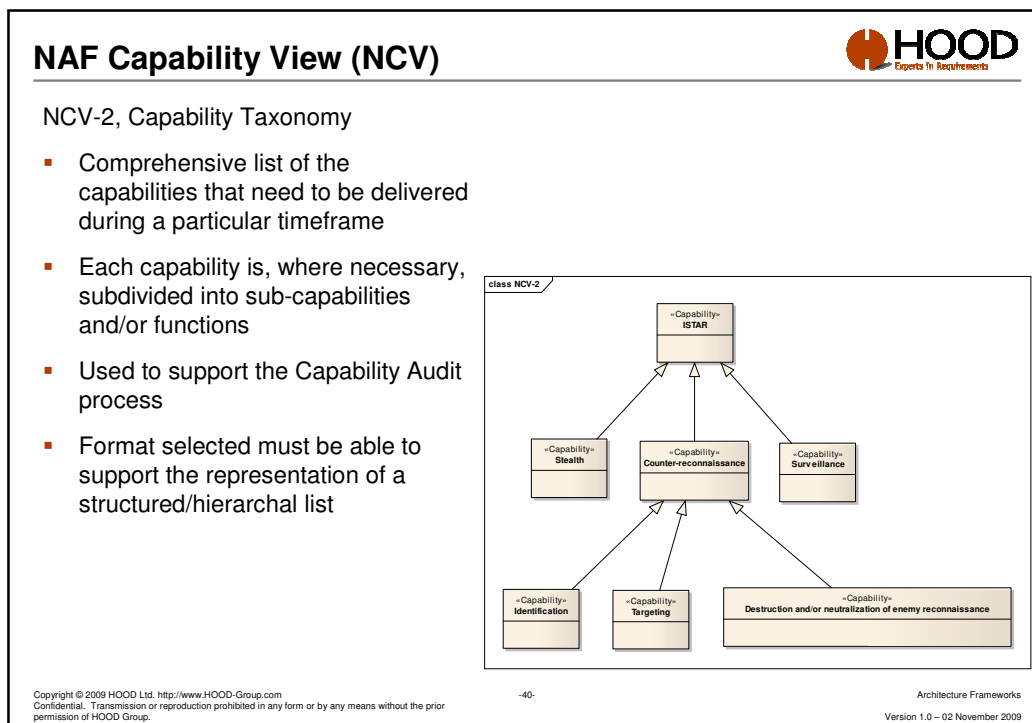 NAF Capability View (NCV)
HOOD
Experts in Requirements
NCV-2, Capability Taxonomy
▪ Comprehensive list of the
capabilities that need to be delivered
during a particular timeframe
▪ Each capability is, where necessary,
subdivided into sub-capabilities
and/or functions
▪ Used to support the Capability Audit
process
▪ Format selected must be able to
support the representation of a
structured/hierarchal list
class NCV-2
«Capability»
ISTAR
«Capability»
Stealth
«Capability»
Counter-reconnaissance
«Capability»
Surveillance
«Capability»
Identification
«Capability»
Targeting
«Capability»
Destruction and/or neutralization of enemy reconnaissance
Copyright © 2009 HOOD Ltd. http://www.HOOD-Group.com
Confidential. Transmission or reproduction prohibited in any form or by any means without the prior
permission of HOOD Group.
-40-
Architecture Frameworks
Version 1.0 – 02 November 2009